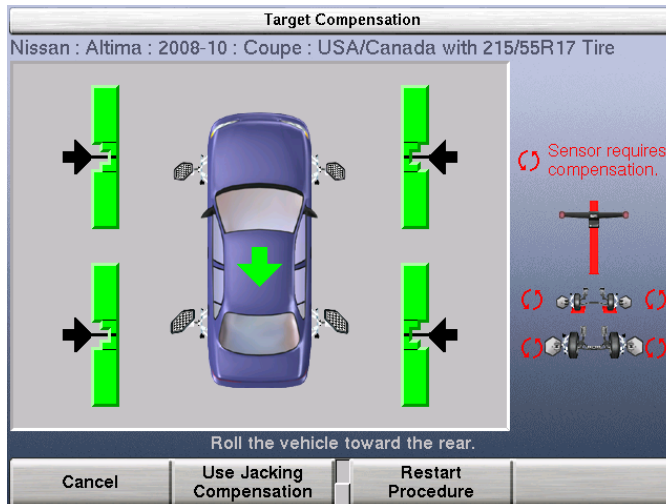 Target Compensation
Nissan : Altima : 2008-10 : Coupe : USA/Canada with 215/55R17 Tire
Sensor requires
compensation.
Roll the vehicle toward the rear.
Cancel
Use Jacking
Compensation
Restart
Procedure